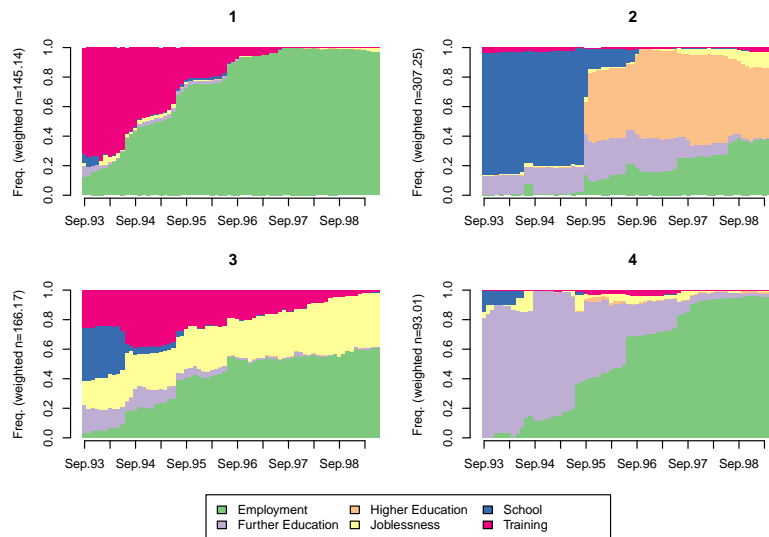 1
2
Freq. (weighted n=145.14)
0.0 0.2 0.4 0.6 0.8 1.0
Sep.93 Sep.94 Sep.95 Sep.96 Sep.97 Sep.98
Freq. (weighted n=307.25)
0.0 0.2 0.4 0.6 0.8 1.0
Sep.93 Sep.94 Sep.95 Sep.96 Sep.97 Sep.98
3
4
Freq. (weighted n=166.17)
0.0 0.2 0.4 0.6 0.8 1.0
Sep.93 Sep.94 Sep.95 Sep.96 Sep.97 Sep.98
Freq. (weighted n=93.01)
0.0 0.2 0.4 0.6 0.8 1.0
Sep.93 Sep.94 Sep.95 Sep.96 Sep.97 Sep.98
Employment Higher Education School
Further Education Joblessness Training